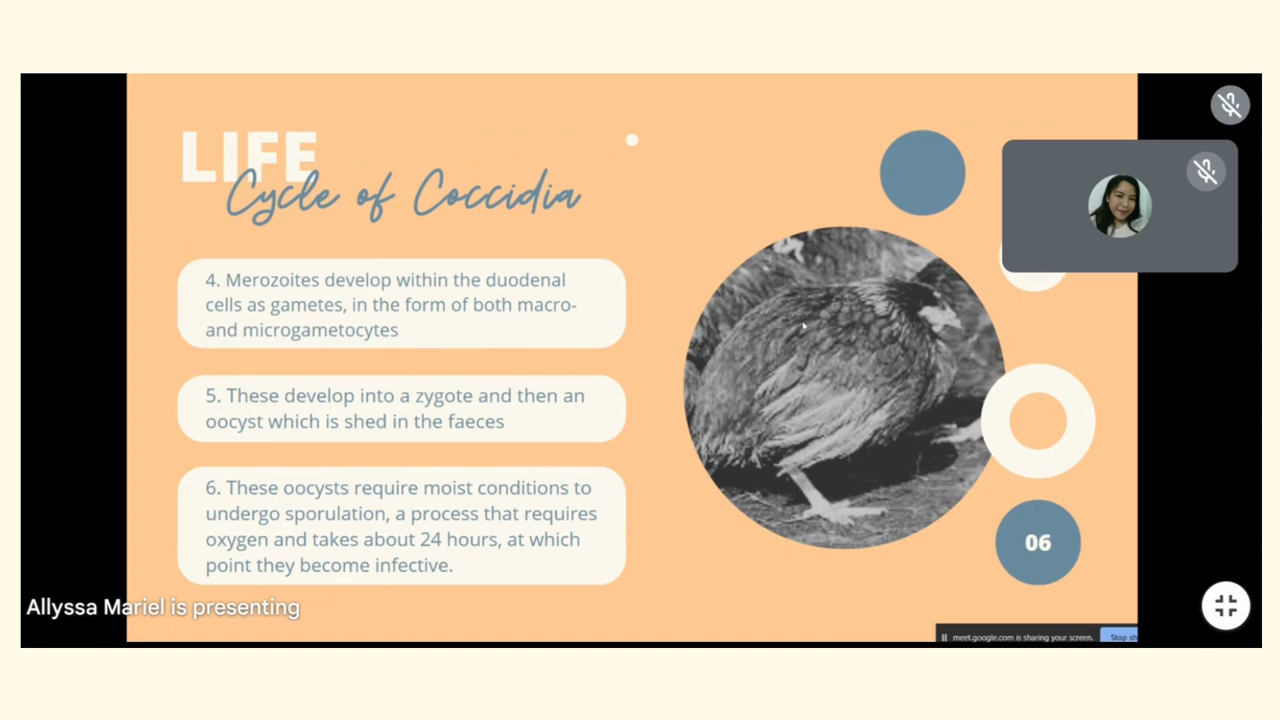 LIFE
Cycle of Coccidia
4. Merozoites develop within the duodenal
cells as gametes, in the form of both macro-
and microgametocytes
5. These develop into a zygote and then an
oocyst which is shed in the faeces
6. These oocysts require moist conditions to
undergo sporulation, a process that requires
oxygen and takes about 24 hours, at which
point they become infective.
06
Allyssa Mariel is presenting
meet.google.com is sharing your screen.
Stop sh